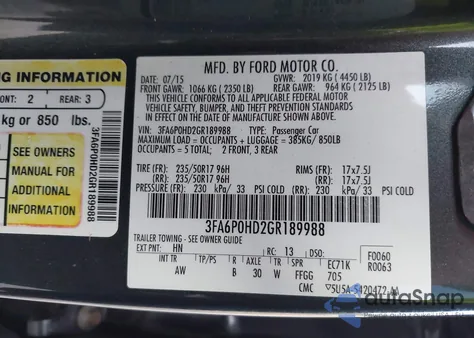 NG INFORMATION
ONT: 2 REAR: 3
kg or 850 lbs.
SEE OWNERS
MANUAL FOR
ADDITIONAL
INFORMATION
3FA6P0HD2GR189988
MFD. BY FORD MOTOR CO.
DATE: 07/15 GVWR: 2019 KG ( 4450 LB)
FRONT GAWR: 1066 KG ( 2350 LB) REAR GAWR: 964 KG ( 2125 LB)
THIS VEHICLE CONFORMS TO ALL APPLICABLE FEDERAL MOTOR
VEHICLE SAFETY, BUMPER, AND THEFT PREVENTION STANDARDS
IN EFFECT ON THE DATE OF MANUFACTURE SHOWN ABOVE.
VIN: 3FA6P0HD2GR189988 TYPE: Passenger Car
MAXIMUM LOAD = OCCUPANTS + LUGGAGE = 385KG/ 850LB
OCCUPANTS = 5 TOTAL; 2 FRONT, 3 REAR
TIRE (FR): 235/50R17 96H RIMS (FR): 17x7.5J
(RR): 235/50R17 96H (RR): 17x7.5J
PRESSURE (FR): 230 kPa/ 33 PSI COLD (RR): 230 kPa/ 33 PSI COLD
3FA6P0HD2GR189988
TRAILER TOWING - SEE OWNER GUIDE
EXT PNT: HN RC: 13 DSO: F0060
INT TR TP/PS R AX TR SPR EC71K R0063
AW B 30 W FFGG 705
CMC
autoSnap